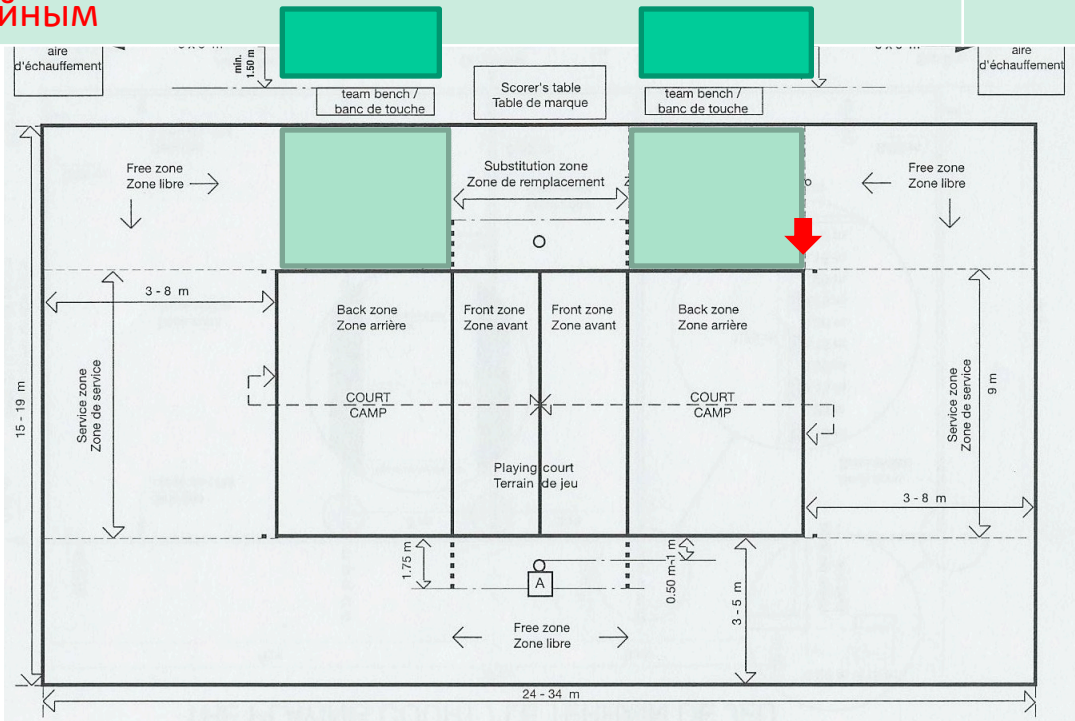 йным
aire
d'échauffement
min.
1.50 m
aire
d'échauffement
team bench /
banc de touche
Scorer's table
Table de marque
team bench /
banc de touche
Free zone
Zone libre
Substitution zone
Zone de remplacement
Free zone
Zone libre
3 - 8 m
Back zone
Zone arrière
Front zone
Zone avant
Front zone
Zone avant
Back zone
Zone arrière
15 - 19 m
Service zone
Zone de service
COURT
CAMP
COURT
CAMP
Service zone
Zone de service
9 m
Playing court
Terrain de jeu
3 - 8 m
1.75 m
A
0.50 m-1 m
3 - 5 m
Free zone
Zone libre
24 - 34 m